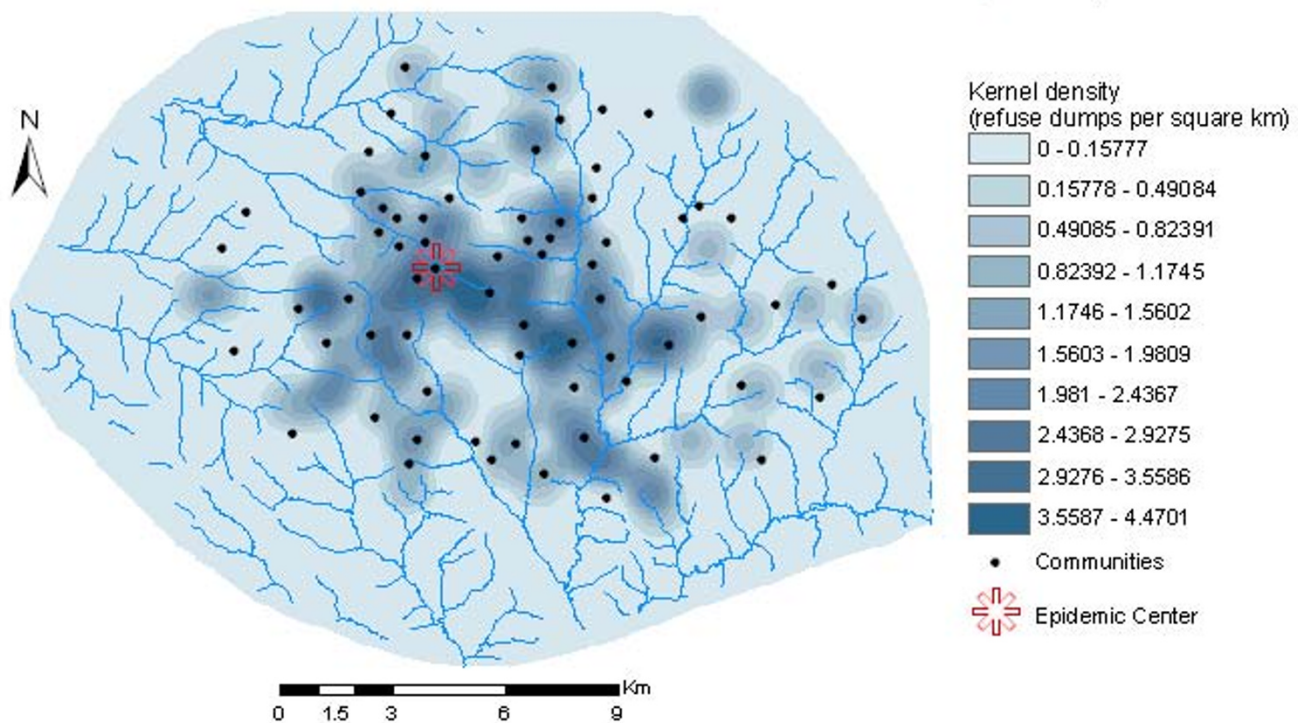 N
Kernel density
(refuse dumps per square km)
0 - 0.15777
0.15778 - 0.49084
0.49085 - 0.82391
0.82392 - 1.1745
1.1746 - 1.5602
1.5603 - 1.9809
1.981 - 2.4367
2.4368 - 2.9275
2.9276 - 3.5586
3.5587 - 4.4701
Communities
Epidemic Center
Km
0 1.5 3 6 9